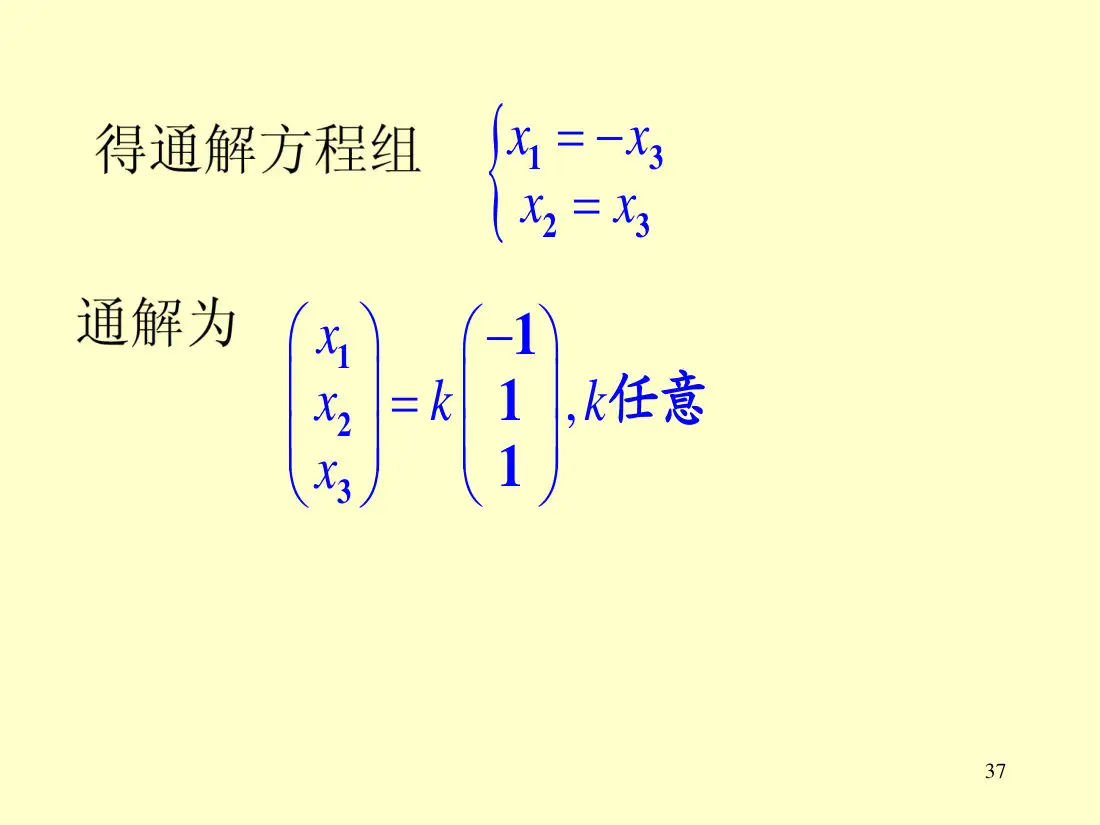 得通解方程组 { x₁ = −x₃
x₂ = x₃
通解为 ( x₁ x₂ x₃ ) = k ( −1 1 1 ) , k任意
37